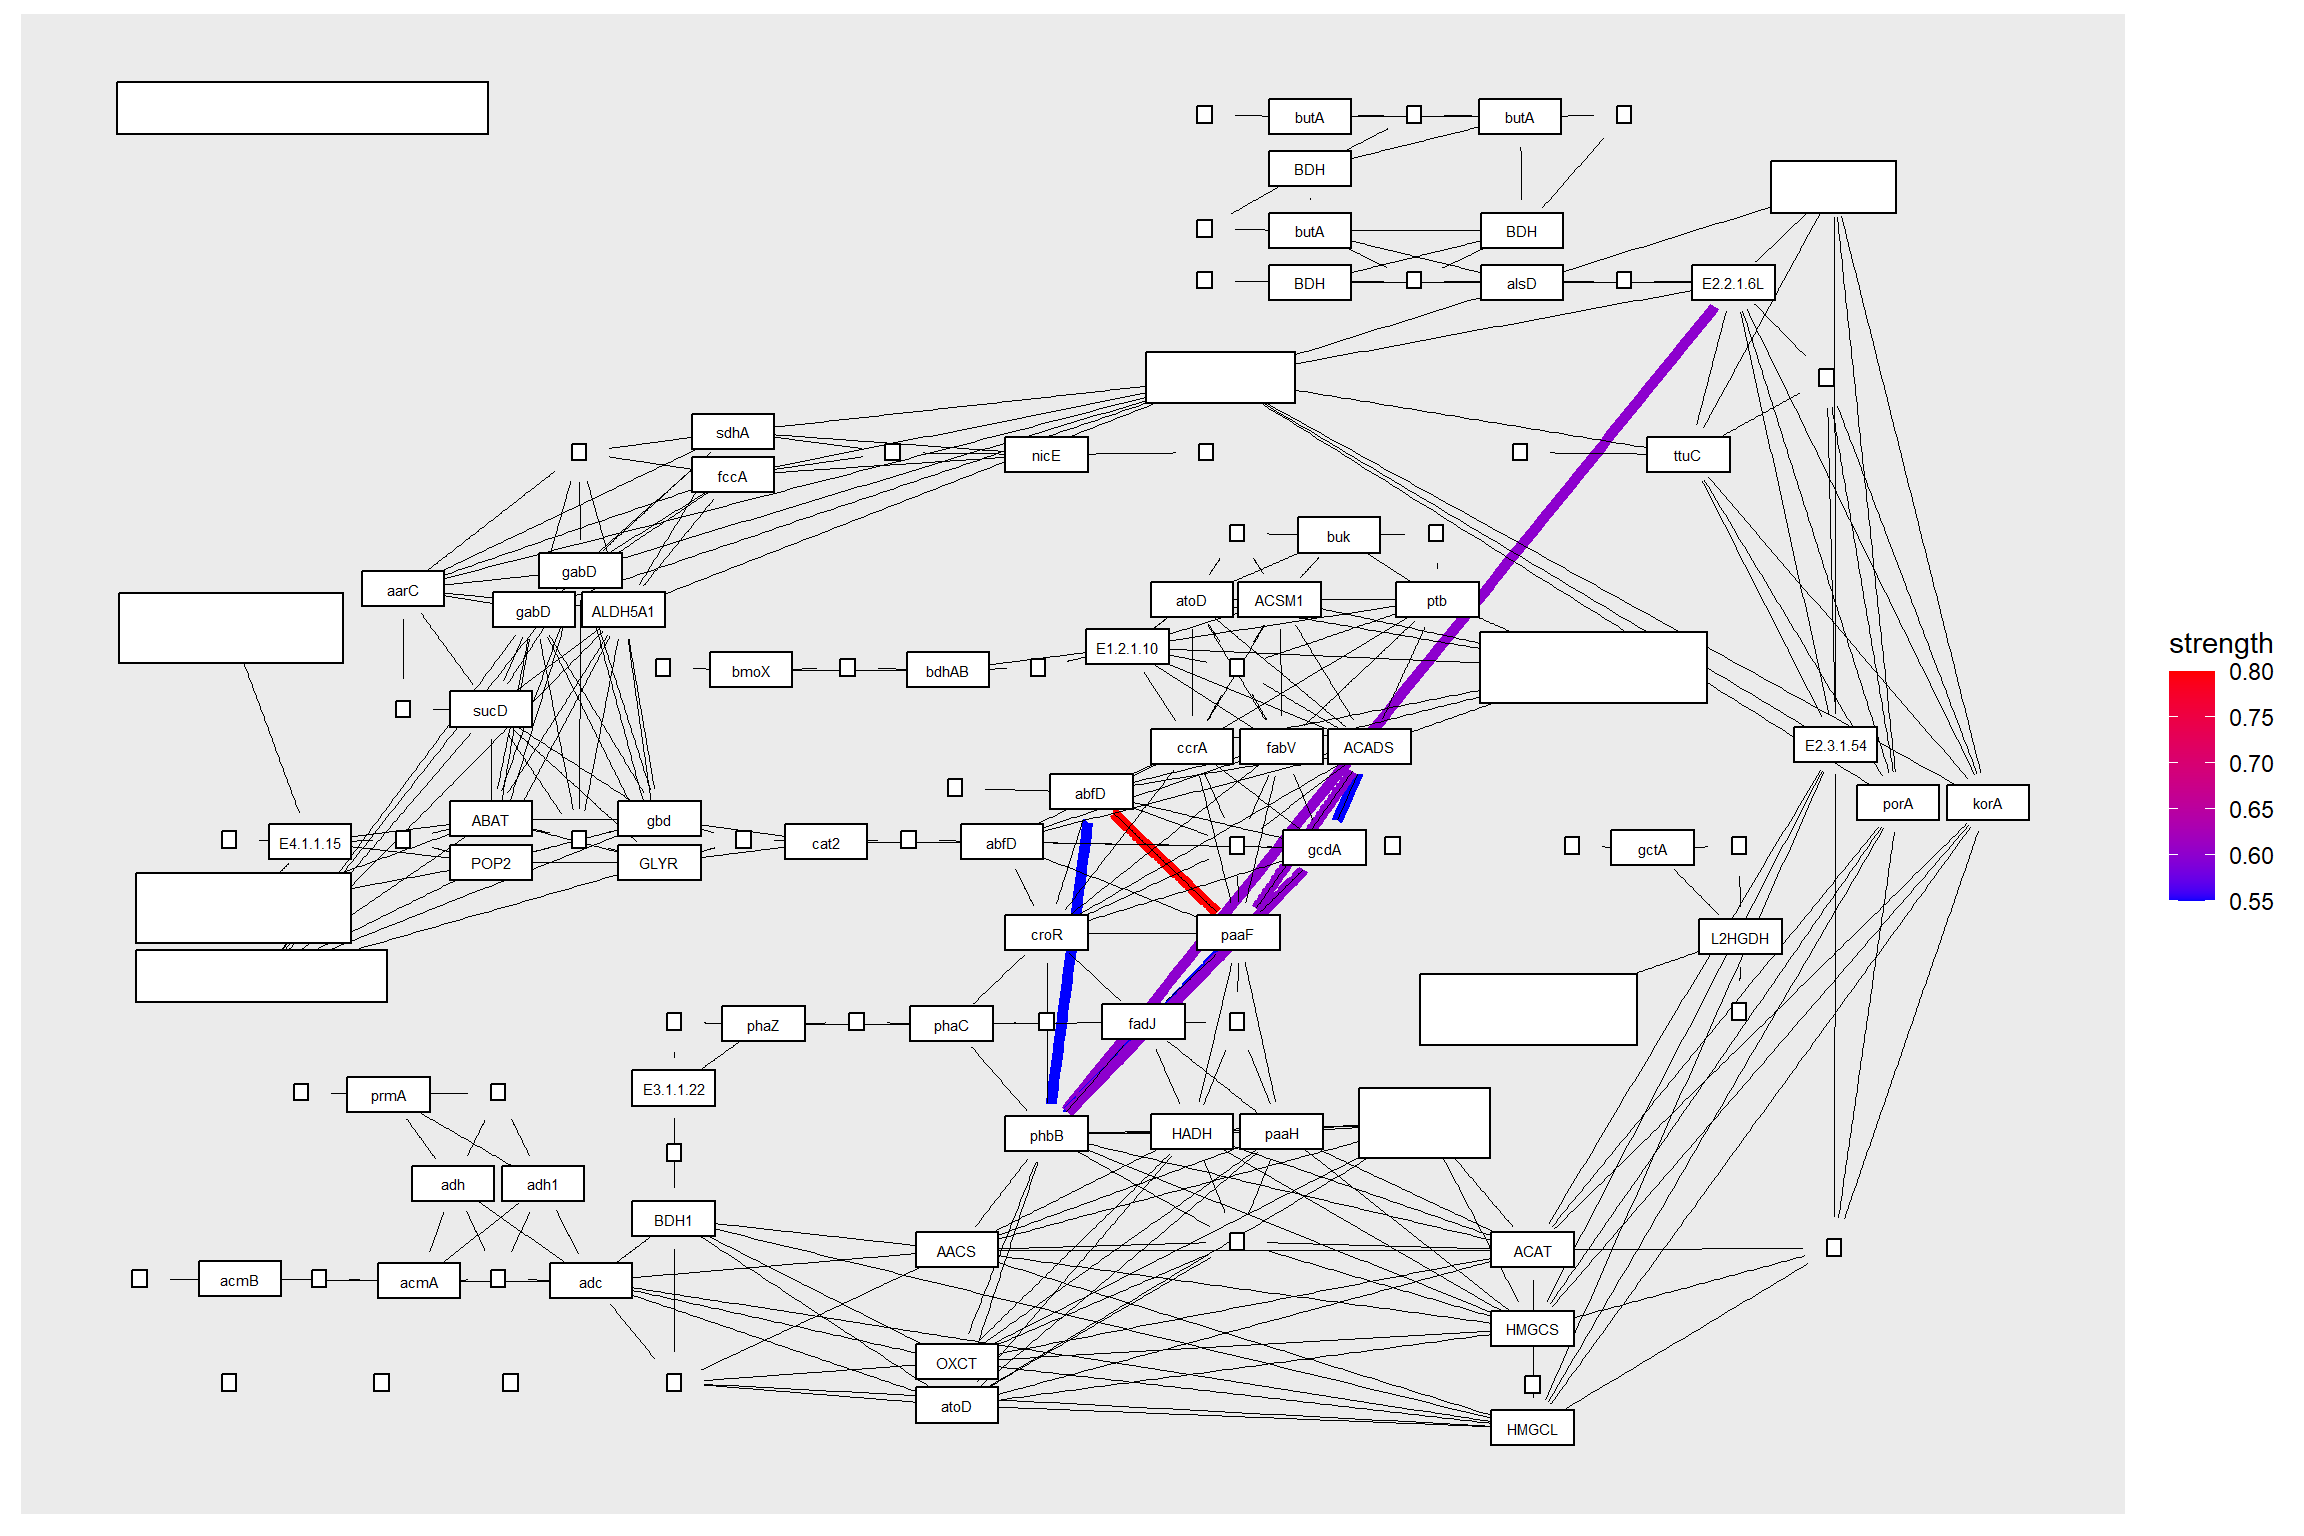 butA
butA
BDH
butA
BDH
BDH
alsD
E2.2.1.6L
sdhA
nicE
ttuC
fccA
buk
gabD
aarC
atoD
ACSM1
ptb
gabD
ALDH5A1
E1.2.1.10
strength
0.80
0.75
0.70
0.65
0.60
0.55
bmoX
bdhAB
sucD
ccrA
fabV
ACADS
E2.3.1.54
abfD
porA
korA
ABAT
gbd
E4.1.1.15
cat2
abfD
gcdA
gctA
POP2
GLYR
croR
paaF
L2HGDH
phaZ
phaC
fadJ
E3.1.1.22
prmA
phbB
HADH
paaH
adh
adh1
BDH1
AACS
ACAT
acmB
acmA
adc
HMGCS
OXCT
atoD
HMGCL